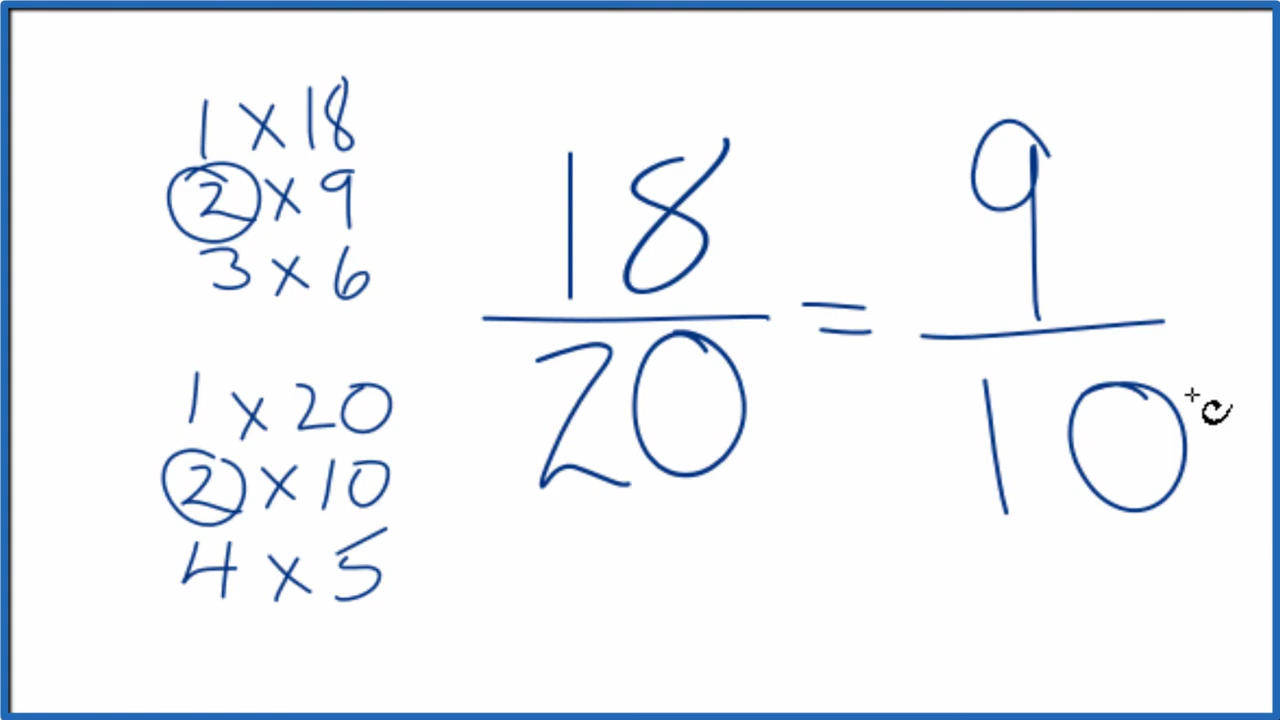 1 x 18
2 x 9
3 x 6
1 x 20
2 x 10
4 x 5
18
20
=
9
10